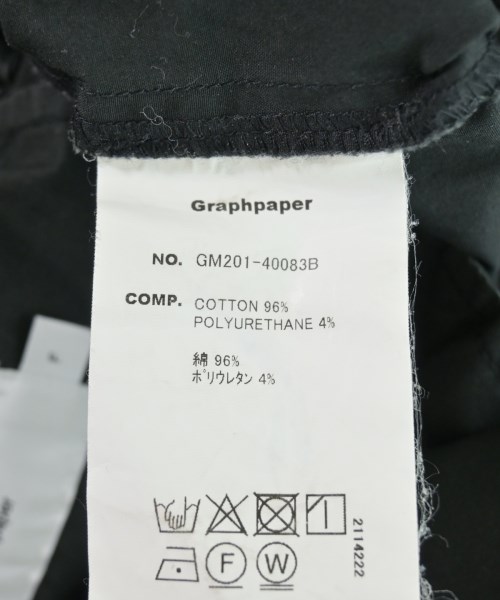 Graphpaper
NO. GM201-40083B
COMP. COTTON 96%
POLYURETHANE 4%
綿 96%
ポリウレタン 4%
F W
2114222